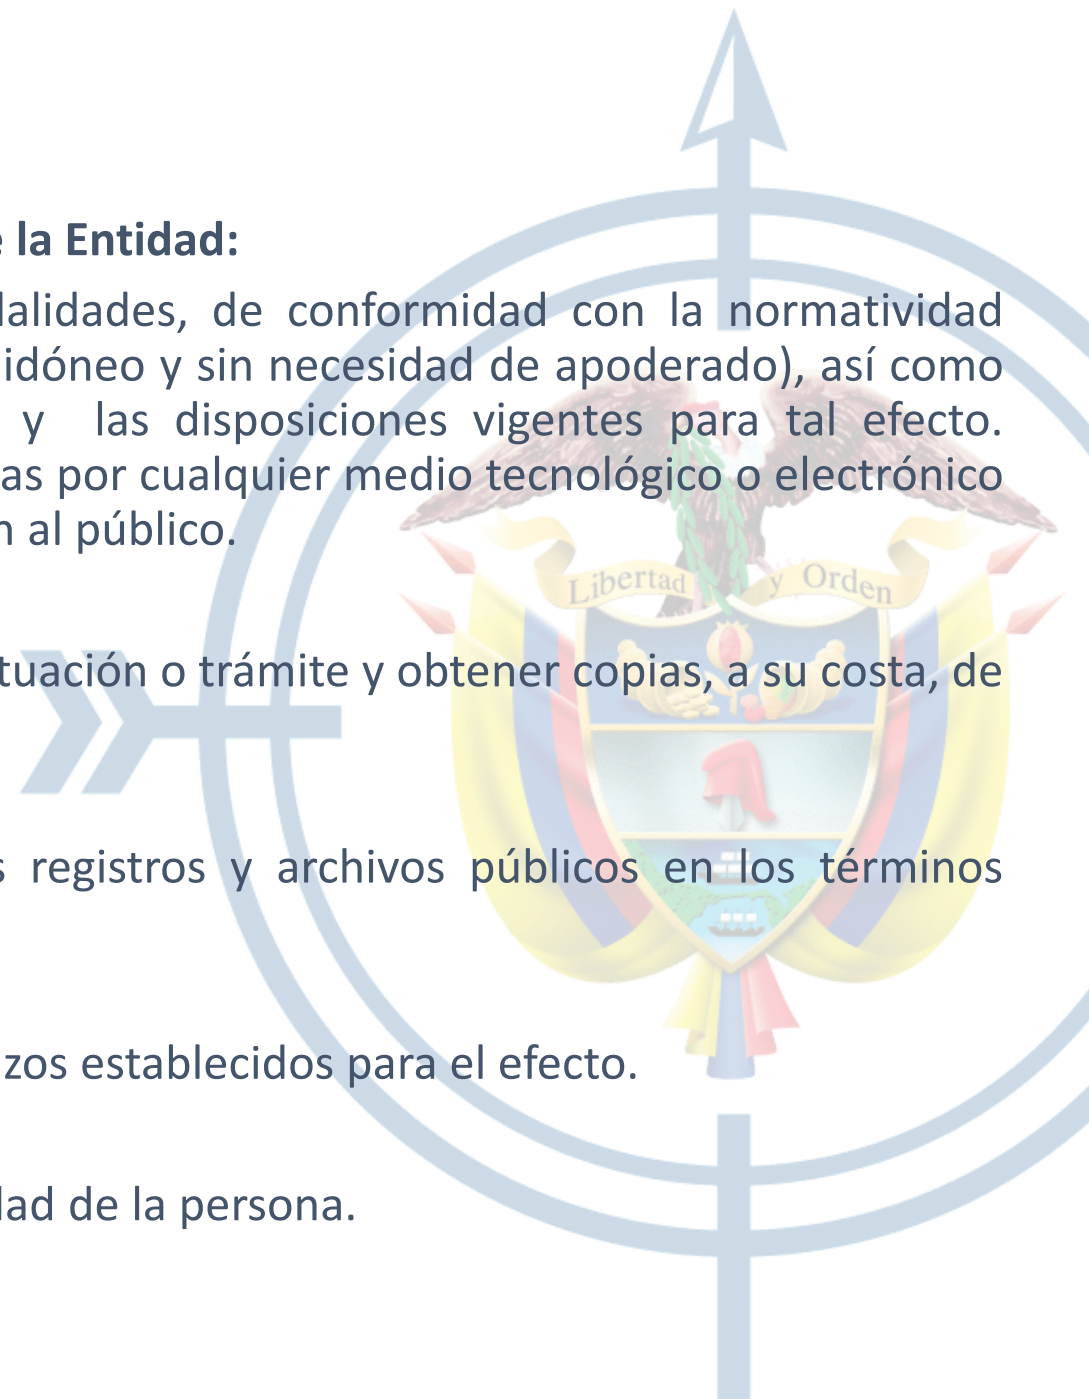 e la Entidad:
dalidades, de conformidad con la normatividad
idóneo y sin necesidad de apoderado), así como
y las disposiciones vigentes para tal efecto.
as por cualquier medio tecnológico o electrónico
n al público.
Libertad y Orden
tuación o trámite y obtener copias, a su costa, de
s registros y archivos públicos en los términos
zos establecidos para el efecto.
dad de la persona.